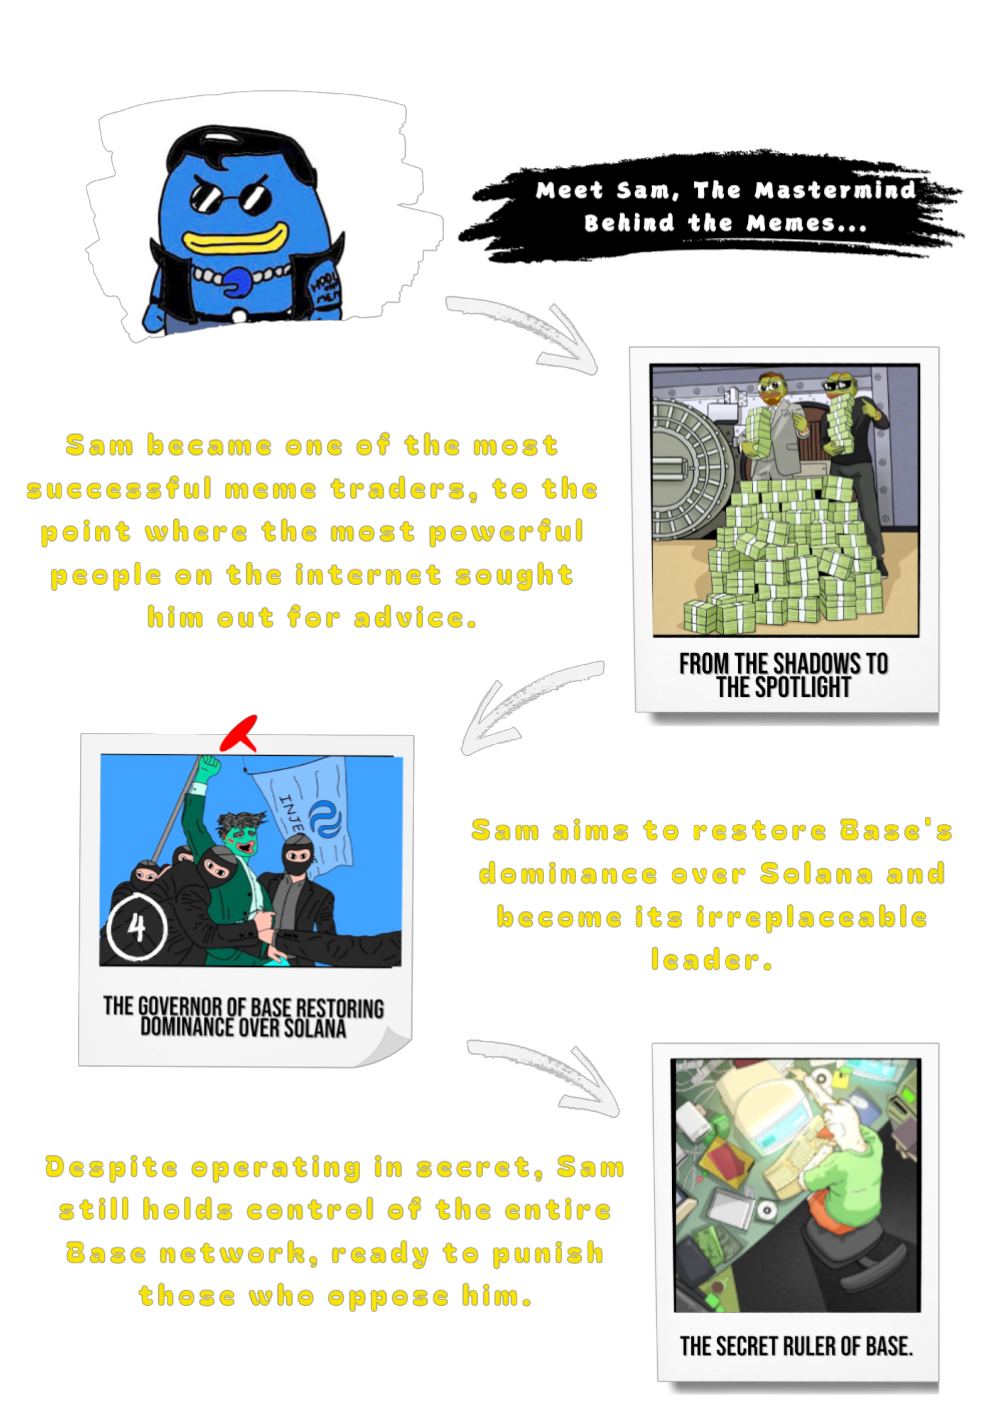 Meet Sam, The Mastermind
Behind the Memes...
Sam became one of the most
successful meme traders, to the
point where the most powerful
people on the internet sought
him out for advice.
FROM THE SHADOWS TO
THE SPOTLIGHT
INJE
4
THE GOVERNOR OF BASE RESTORING
DOMINANCE OVER SOLANA
Sam aims to restore Base's
dominance over Solana and
become its irreplaceable
leader.
Despite operating in secret, Sam
still holds control of the entire
Base network, ready to punish
those who oppose him.
THE SECRET RULER OF BASE.